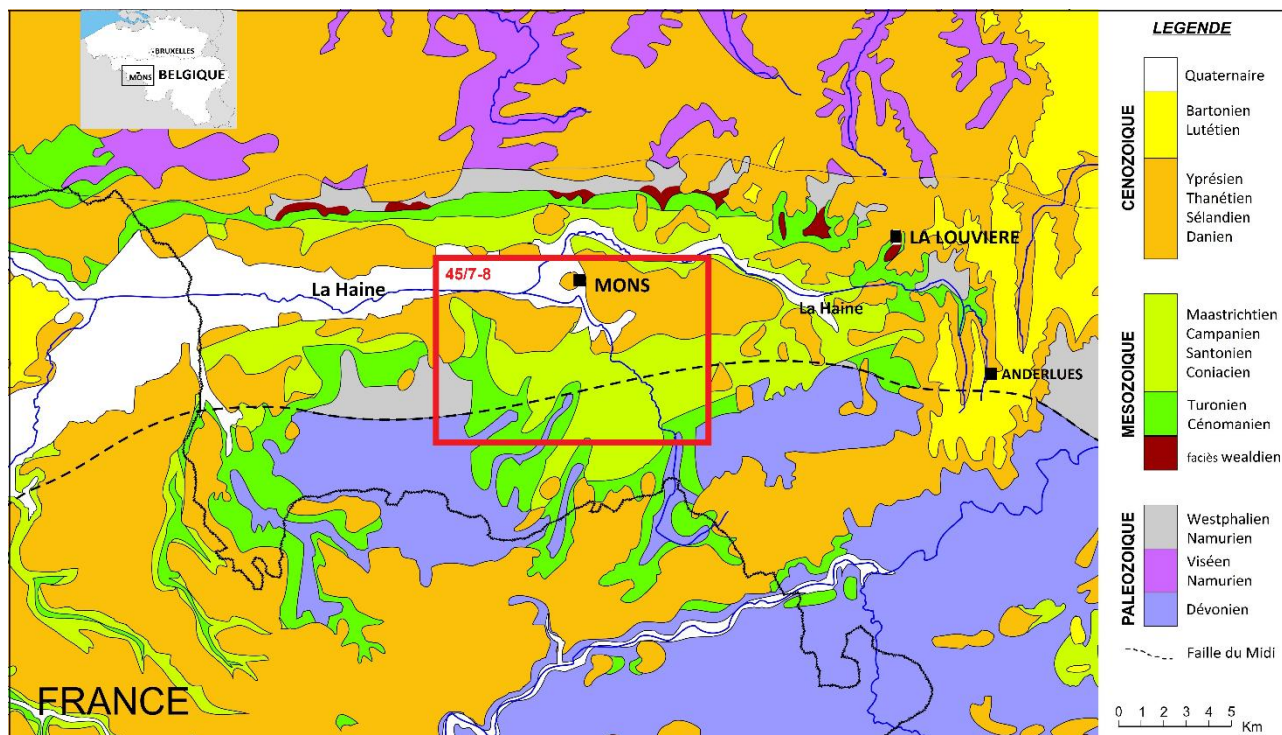 BRUXELLES
MONS
BELGIQUE
45/7-8
La Haine
MONS
La Haine
LA LOUVIERE
ANDERLUES
FRANCE
LEGENDE
CENOZOIQUE
Quaternaire
Bartonien
Lutétien
Yprésien
Thanétien
Sélandien
Danien
MESOZOIQUE
Maastrichtien
Campanien
Santonien
Coniacien
Turonien
Cénomanien
faciès wealdien
PALEOZOIQUE
Westphalien
Namurien
Viséen
Namurien
Dévonien
Faille du Midi
0 1 2 3 4 5
Km